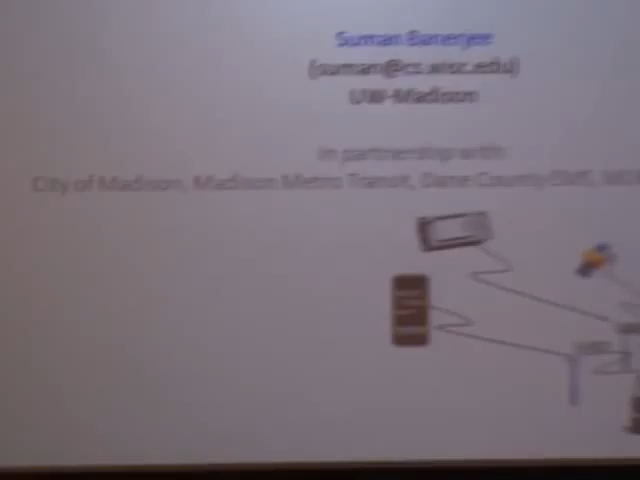 Suman Banerjee
(suman@cs.wisc.edu)
UW-Madison
In partnership with:
City of Madison, Madison Metro Transit, Dane County